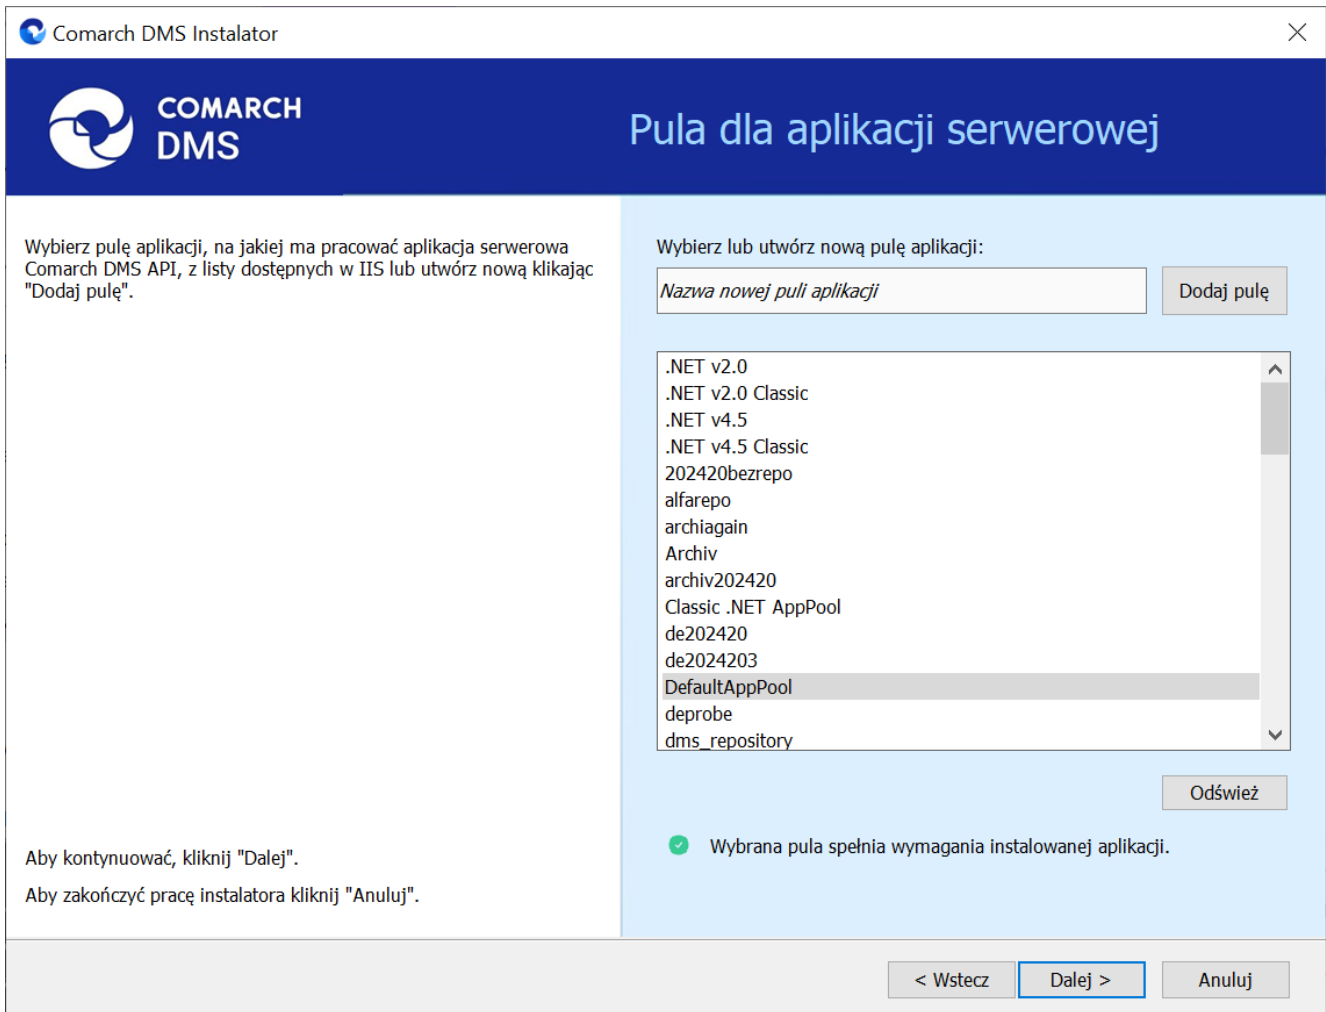 Comarch DMS Instalator
COMARCH
DMS
Pula dla aplikacji serwerowej
Wybierz pulę aplikacji, na jakiej ma pracować aplikacja serwerowa
Comarch DMS API, z listy dostępnych w IIS lub utwórz nową klikając
"Dodaj pulę".
Wybierz lub utwórz nową pulę aplikacji:
Nazwa nowej puli aplikacji
Dodaj pulę
.NET v2.0
.NET v2.0 Classic
.NET v4.5
.NET v4.5 Classic
202420bezrepo
alfarepo
archiagain
Archiv
archiv202420
Classic .NET AppPool
de202420
de2024203
DefaultAppPool
deprobe
dms_repository
Odśwież
Wybrana pula spełnia wymagania instalowanej aplikacji.
Aby kontynuować, kliknij "Dalej".
Aby zakończyć pracę instalatora kliknij "Anuluj".
< Wstecz
Dalej >
Anuluj